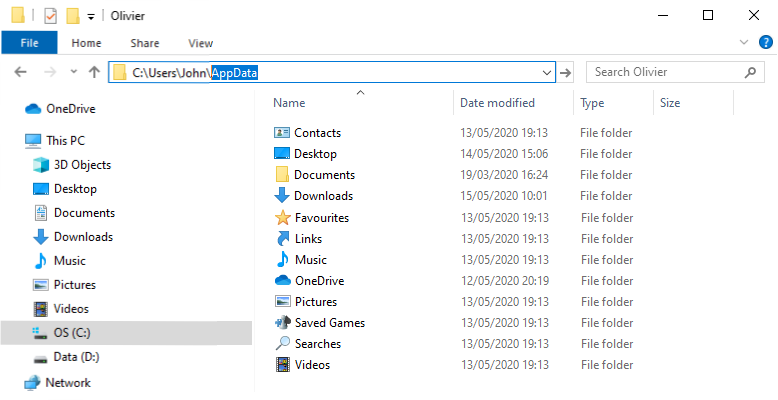 Olivier
File Home Share View
C:\Users\John\AppData Search Olivier
OneDrive
This PC
3D Objects
Desktop
Documents
Downloads
Music
Pictures
Videos
OS (C:)
Data (D:)
Network
Name Date modified Type Size
Contacts 13/05/2020 19:13 File folder
Desktop 14/05/2020 15:06 File folder
Documents 19/03/2020 16:24 File folder
Downloads 15/05/2020 10:01 File folder
Favourites 13/05/2020 19:13 File folder
Links 13/05/2020 19:13 File folder
Music 13/05/2020 19:13 File folder
OneDrive 12/05/2020 20:19 File folder
Pictures 13/05/2020 19:13 File folder
Saved Games 13/05/2020 19:13 File folder
Searches 13/05/2020 19:13 File folder
Videos 13/05/2020 19:13 File folder